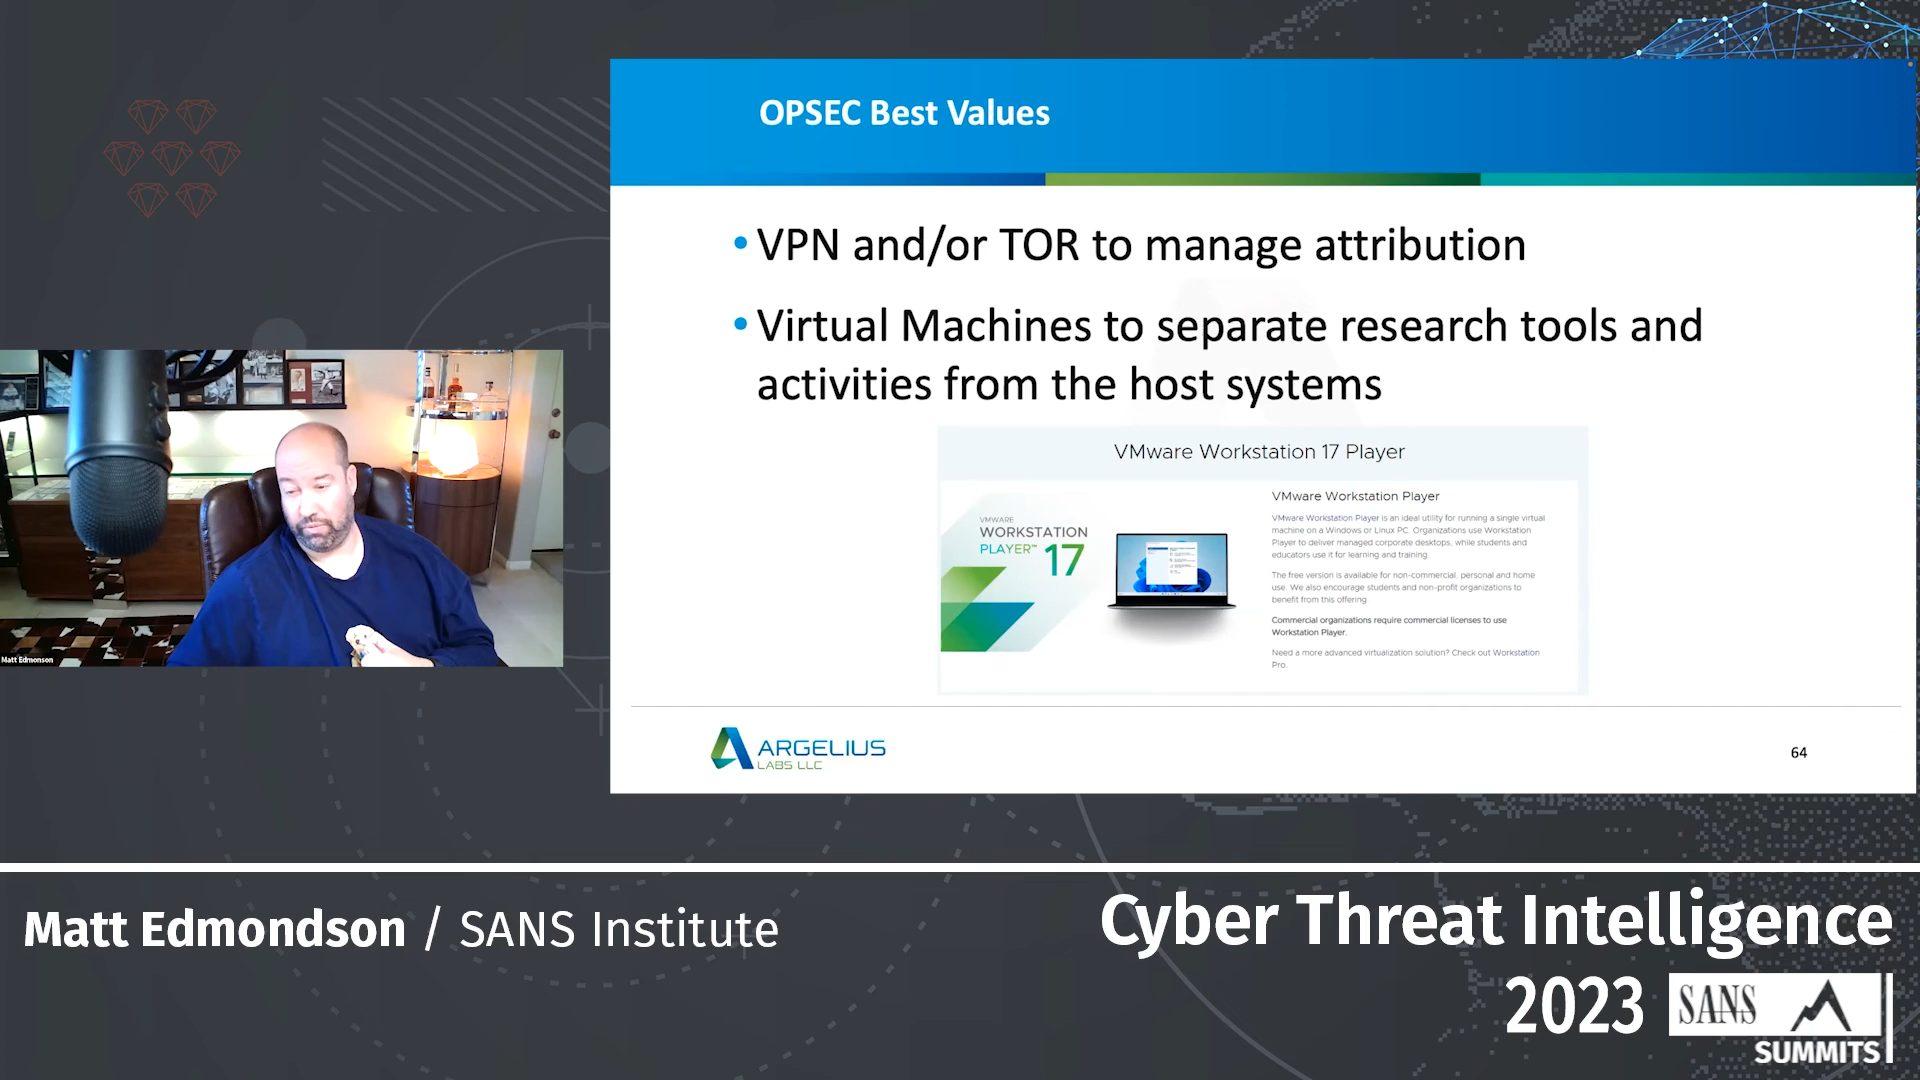 OPSEC Best Values
• VPN and/or TOR to manage attribution
• Virtual Machines to separate research tools and
activities from the host systems
VMware Workstation 17 Player
VMWARE
WORKSTATION
PLAYER™ 17
VMware Workstation Player
VMware Workstation Player is an ideal utility for running a single virtual
machine on a Windows or Linux PC. Organizations use Workstation
Player to deliver managed corporate desktops, while students and
educators use it for learning and training
The free version is available for non-commercial, personal and home
use. We also encourage students and non-profit organizations to
benefit from this offering
Commercial organizations require commercial licenses to use
Workstation Player.
Need a more advanced virtualization solution? Check out Workstation
Pro.
ARGELIUS
LABS LLC
64
Matt Edmonson
Matt Edmondson / SANS Institute
Cyber Threat Intelligence
2023
SANS
SUMMITS